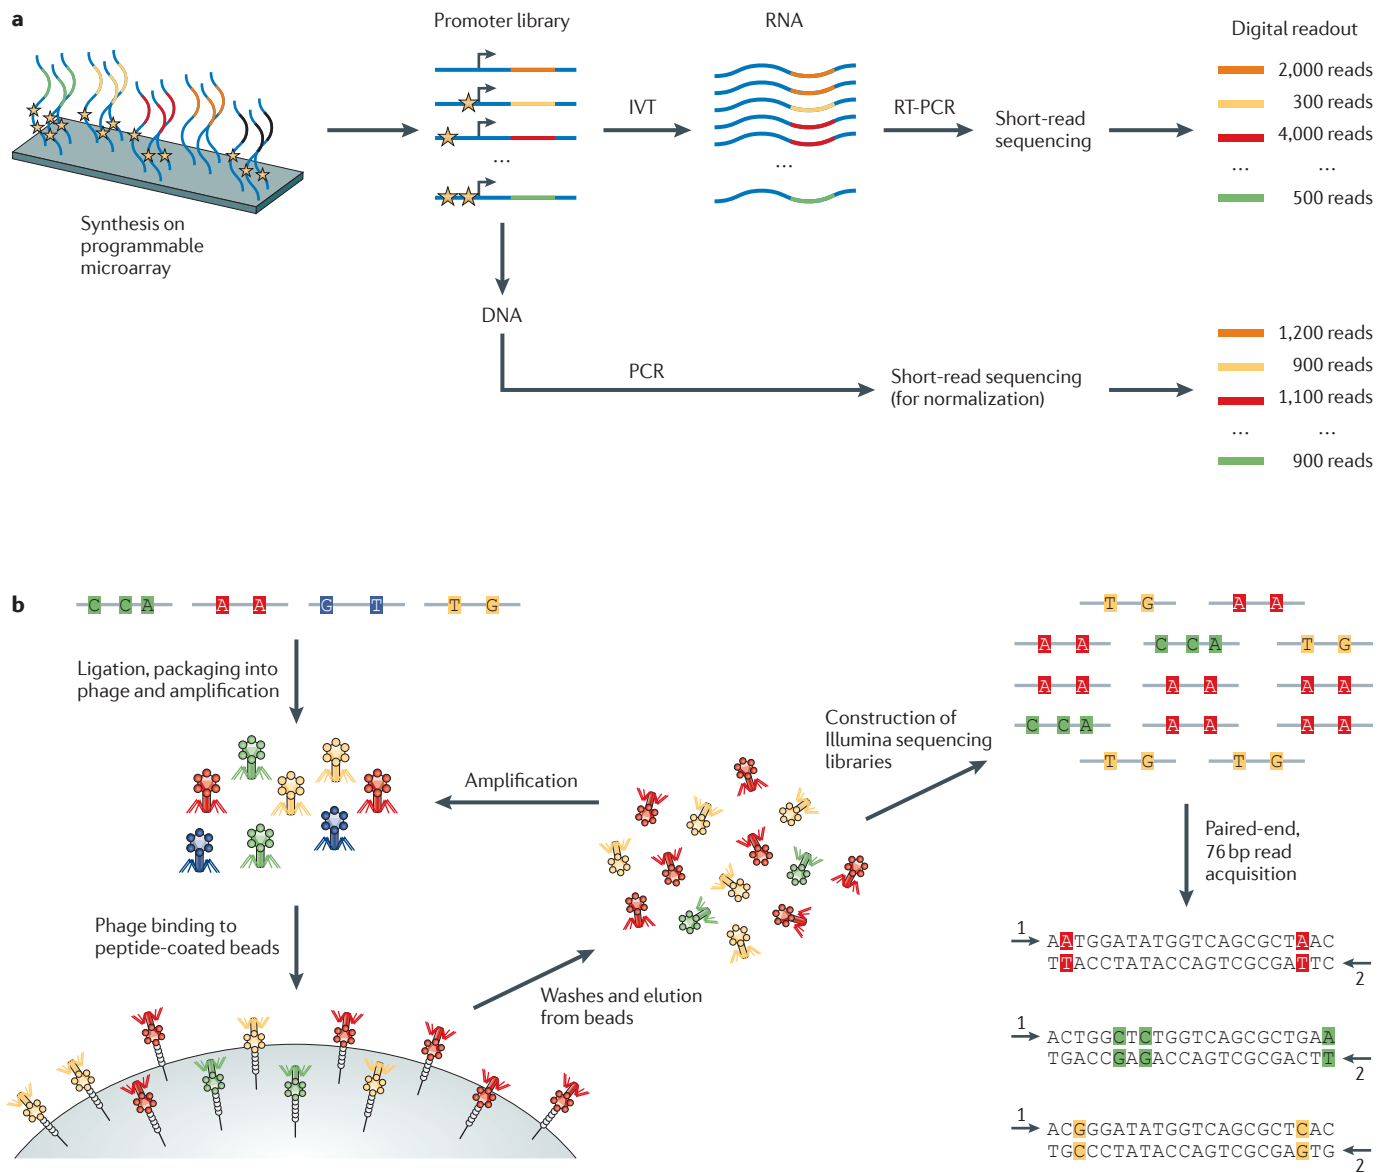 a
Promoter library
RNA
Digital readout
2,000 reads
300 reads
4,000 reads
...
...
500 reads
IVT
RT-PCR
Short-read
sequencing
...
...
Synthesis on
programmable
microarray
DNA
PCR
Short-read sequencing
(for normalization)
1,200 reads
900 reads
1,100 reads
...
...
900 reads
b
C C A
A A
G T
T G
Ligation, packaging into
phage and amplification
Amplification
Phage binding to
peptide-coated beads
Washes and elution
from beads
Construction of
Illumina sequencing
libraries
T G
A A
A A
C C A
T G
A A
A A
A A
C C A
A A
A A
T G
T G
Paired-end,
76 bp read
acquisition
1
AATGGATATGGTCAGCGCTAAC
TTACCTATACCAGTCGCGATTC
2
1
ACTGGCTCTGGTCAGCGCTGAA
TGACCGAGACCAGTCGCGACTT
2
1
ACGGGATATGGTCAGCGCTCAC
TGCCCTATACCAGTCGCGAGTG
2